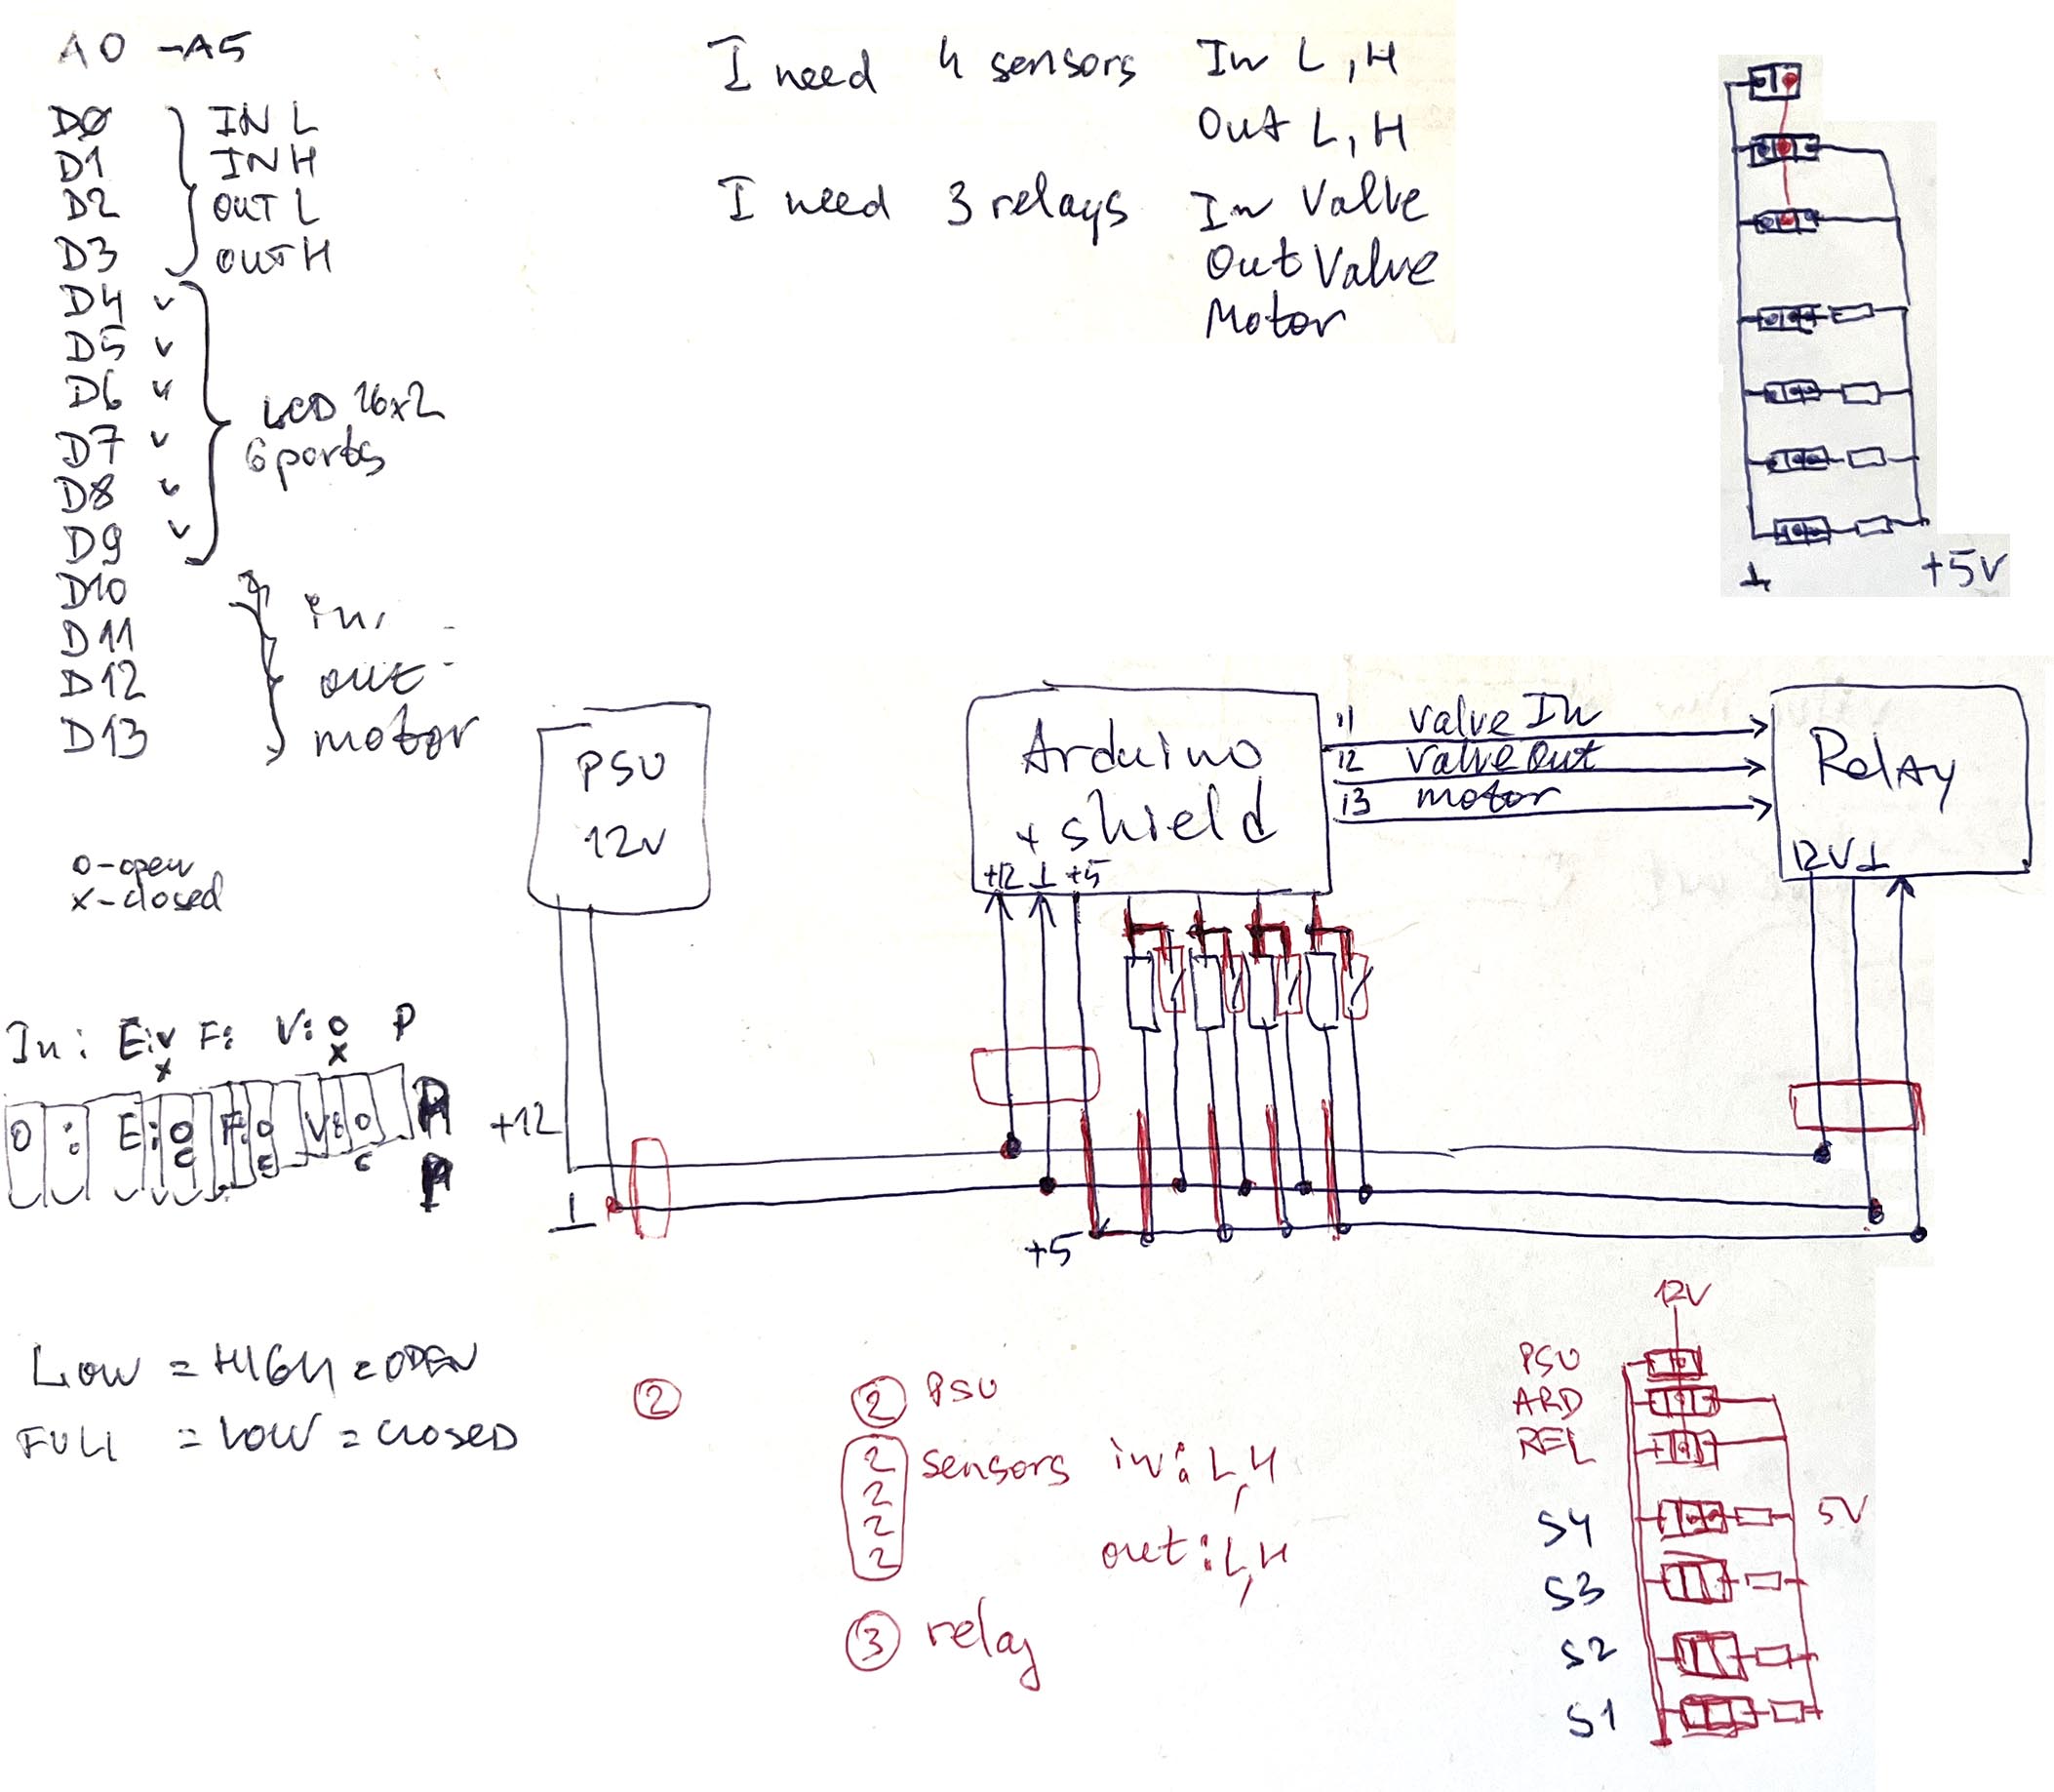 A0 -A5
DØ
D1
D2
D3
D4 v
D5 v
D6 v
D7 v
D8 v
D9 v
D10
D11
D12
D13
IN L
IN H
OUT L
OUT H
LCD 16x2
6 ports
in
out
motor
I need 4 sensors In L, H
Out L, H
I need 3 relays In Valve
Out Valve
Motor
+5V
PSU
12V
Arduino
+ shield
+12 ⊥ +5
11 valve In
12 valve Out
13 motor
Relay
12V ⊥
o-open
x-closed
In: E:v F: V:o P
x x
O : E:o F:o V:o P
c c c P
+12
⊥
+5
LOW = HIGH = OPEN
FULL = LOW = CLOSED
2
2 PSU
2 sensors in: L, H
2
2 out: L, H
2
3 relay
12V
PSU
ARD
REL
S4
5V
S3
S2
S1